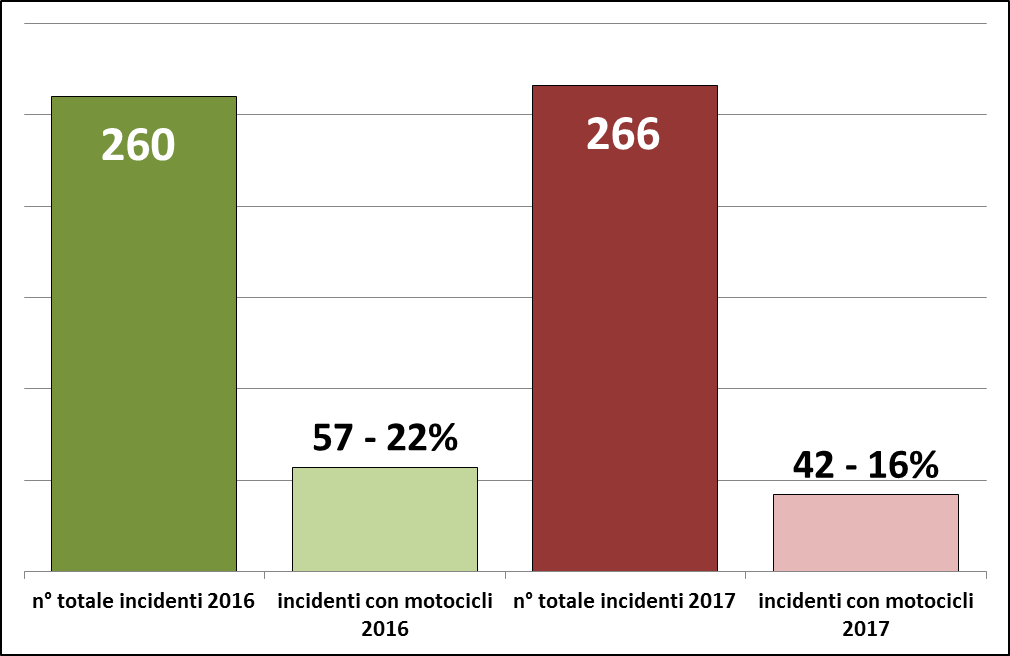 260
266
57 - 22%
42 - 16%
n° totale incidenti 2016
incidenti con motocicli
2016
n° totale incidenti 2017
incidenti con motocicli
2017